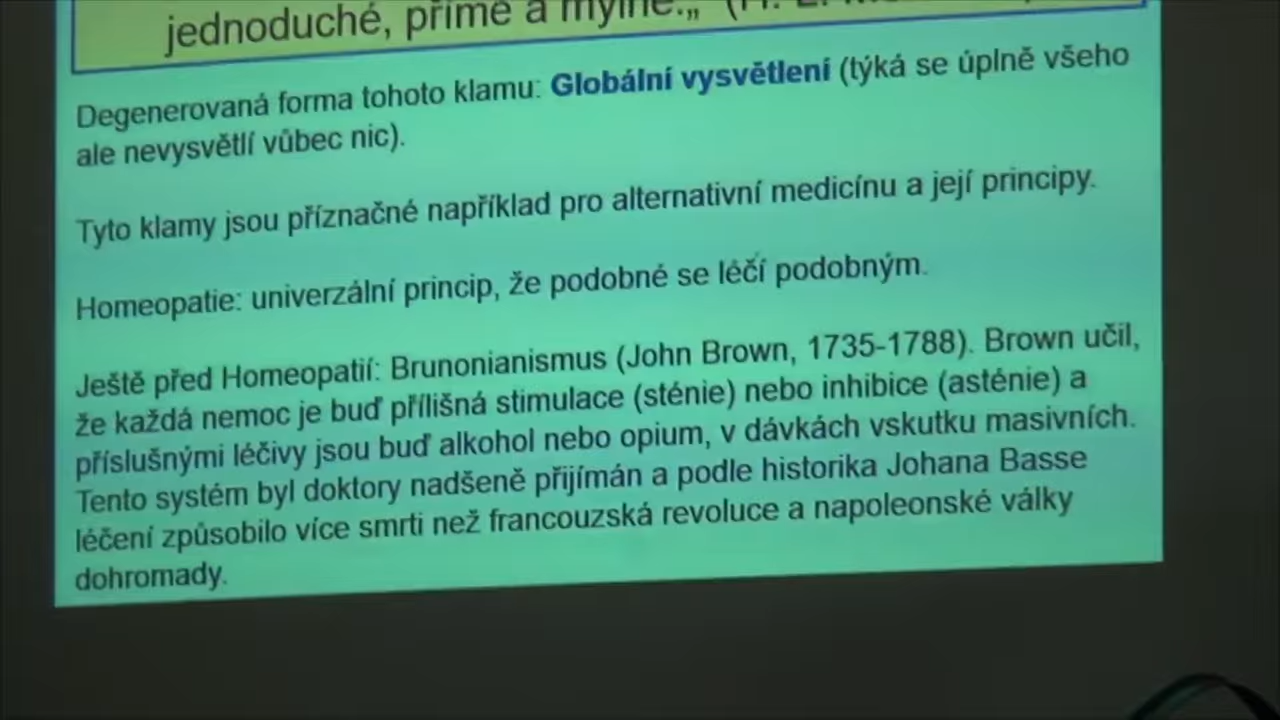 jednoduché, přímé a mylné.„
Degenerovaná forma tohoto klamu: Globální vysvětlení (týká se úplně všeho
ale nevysvětlí vůbec nic).
Tyto klamy jsou příznačné například pro alternativní medicínu a její principy.
Homeopatie: univerzální princip, že podobné se léčí podobným.
Ještě před Homeopatií: Brunonianismus (John Brown, 1735-1788). Brown učil,
že každá nemoc je buď přílišná stimulace (sténie) nebo inhibice (asténie) a
příslušnými léčivy jsou buď alkohol nebo opium, v dávkách vskutku masivních.
Tento systém byl doktory nadšeně přijímán a podle historika Johana Basse
léčení způsobilo více smrti než francouzská revoluce a napoleonské války
dohromady.